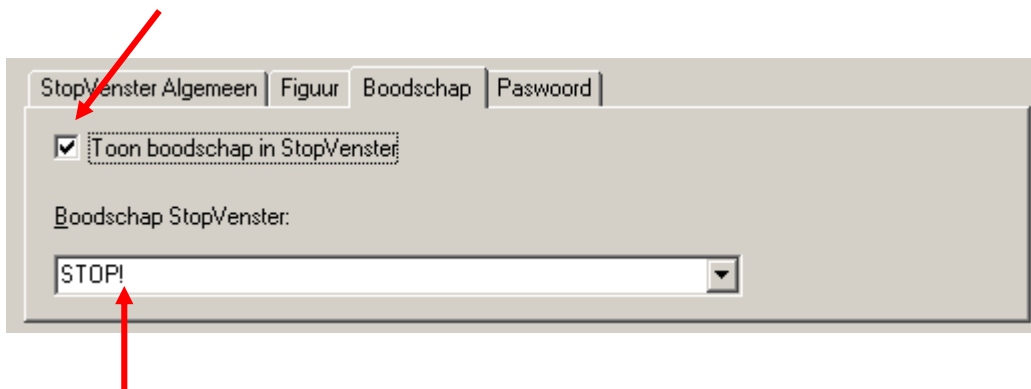 StopVenster Algemeen Figuur Boodschap Paswoord
Toon boodschap in StopVenster
Boodschap StopVenster:
STOP!